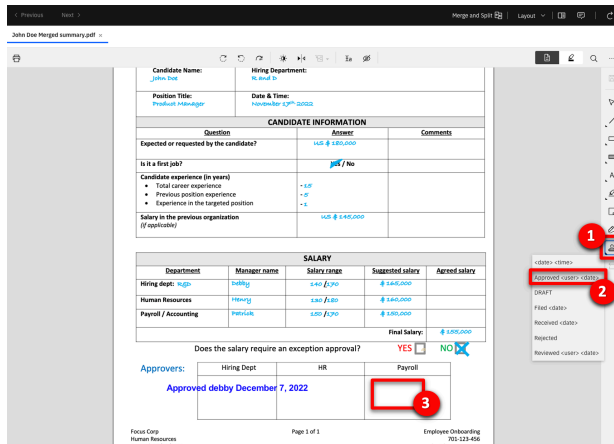 < Previous Next > Merge and Split Layout
John Doe Merged summary.pdf ×
Candidate Name: Hiring Department:
John Doe R and D
Position Title: Date & Time:
Product Manager November 17th 2022
CANDIDATE INFORMATION
Question Answer Comments
Expected or requested by the candidate? US $ 180,000
Is it a first job? YES / No
Candidate experience (in years)
• Total career experience - 15
• Previous position experience - 5
• Experience in the targeted position - 1
Salary in the previous organization US $ 145,000
(if applicable)
SALARY
Department Manager name Salary range Suggested salary Agreed salary
Hiring dept: R&D Debby 140 /170 $ 165,000
Human Resources Henry 130 /180 $ 160,000
Payroll / Accounting Patrick 150 /170 $ 150,000
Final Salary: $ 155,000
Does the salary require an exception approval? YES NO
Approvers: Hiring Dept HR Payroll
Approved debby December 7, 2022
3
Focus Corp Page 1 of 1 Employee Onboarding
Human Resources 701-123-456
1
<date> <time>
Approved <user> <date>
2
DRAFT
Filed <date>
Received <date>
Rejected
Reviewed <user> <date>